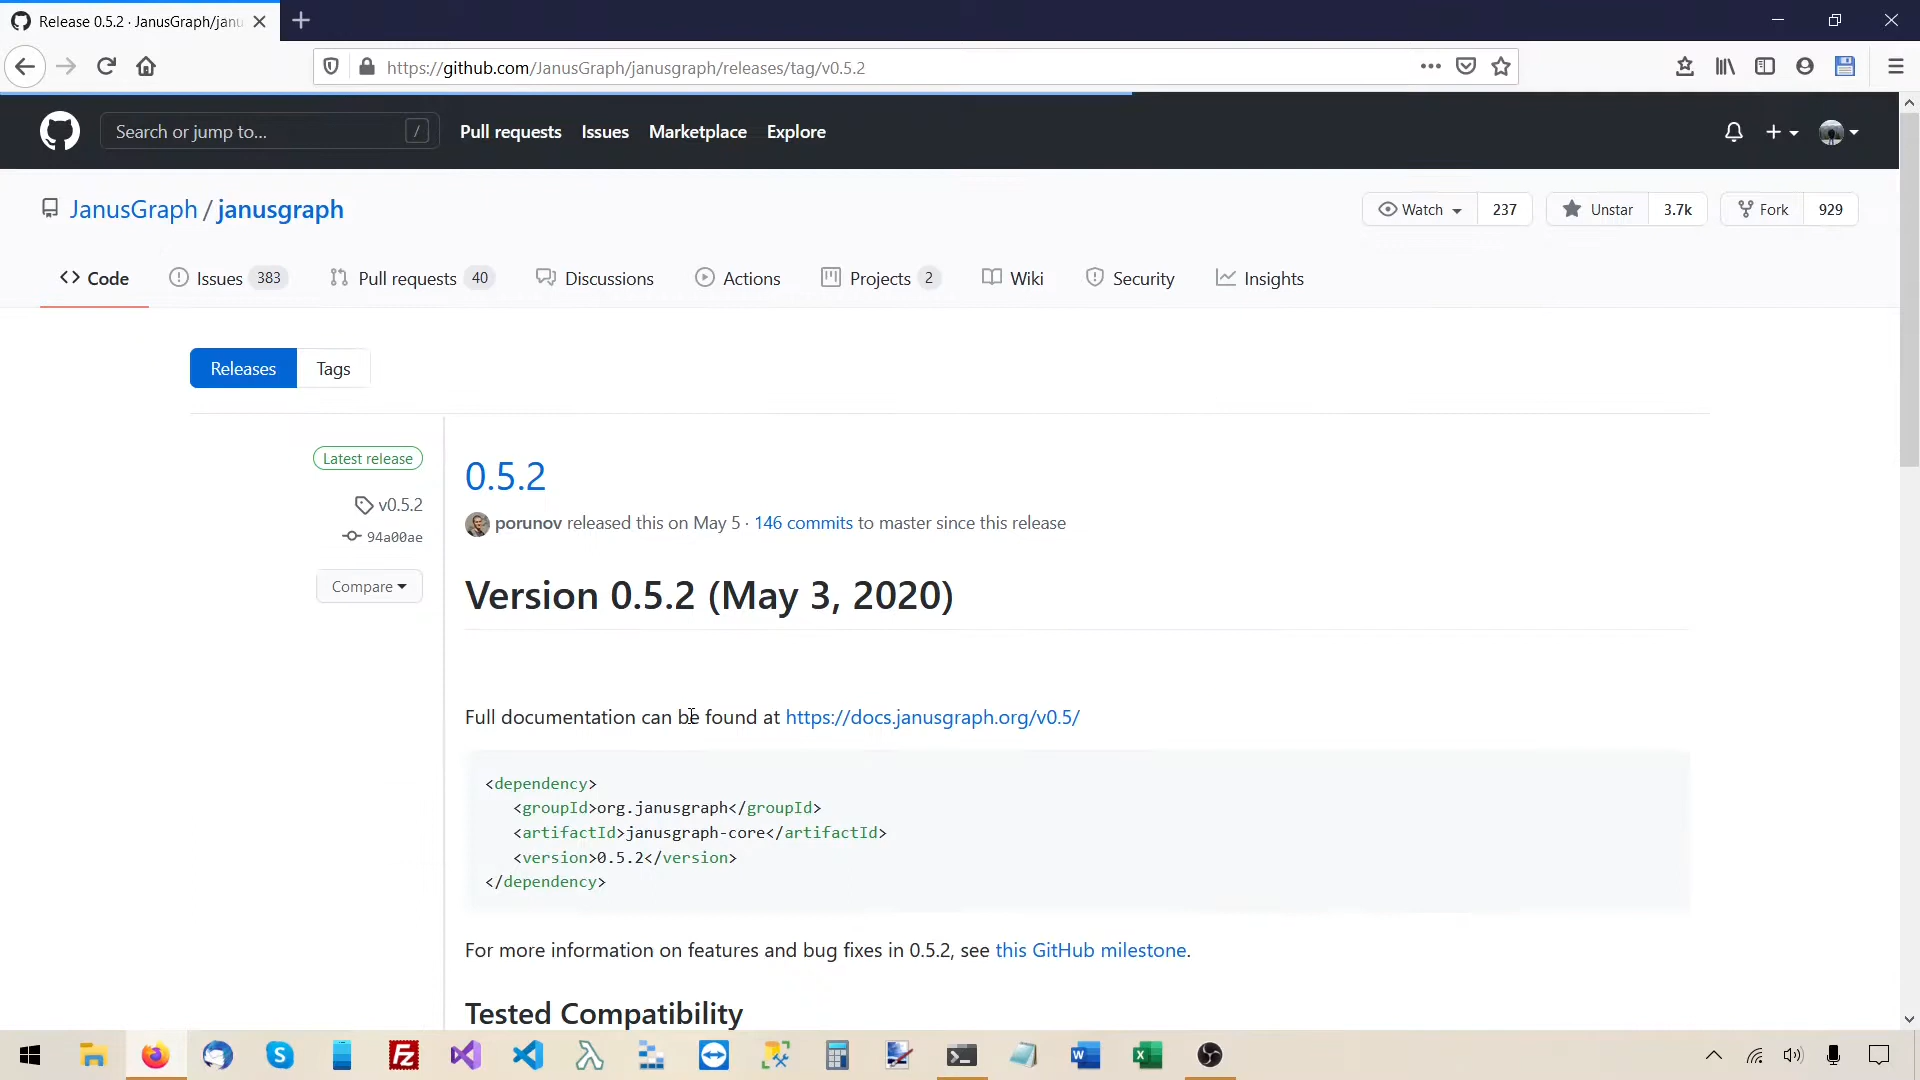 Release 0.5.2 · JanusGraph/janu
https://github.com/JanusGraph/janusgraph/releases/tag/v0.5.2
Search or jump to...
/
Pull requests
Issues
Marketplace
Explore
JanusGraph / janusgraph
Watch
237
Unstar
3.7k
Fork
929
Code
Issues 383
Pull requests 40
Discussions
Actions
Projects 2
Wiki
Security
Insights
Releases
Tags
Latest release
v0.5.2
94a00ae
Compare
0.5.2
porunov released this on May 5 · 146 commits to master since this release
Version 0.5.2 (May 3, 2020)
Full documentation can be found at https://docs.janusgraph.org/v0.5/
<dependency>
<groupId>org.janusgraph</groupId>
<artifactId>janusgraph-core</artifactId>
<version>0.5.2</version>
</dependency>
For more information on features and bug fixes in 0.5.2, see this GitHub milestone.
Tested Compatibility